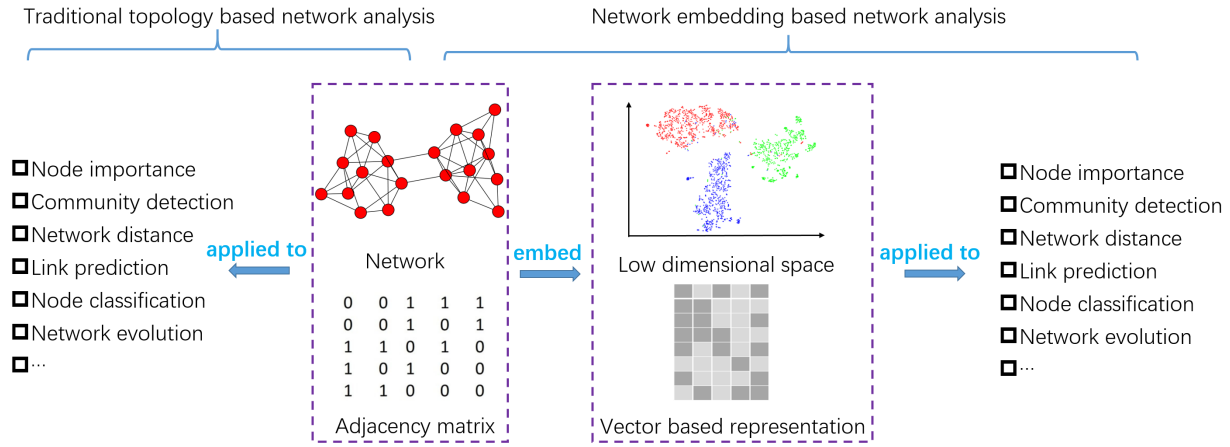 Traditional topology based network analysis
Network embedding based network analysis
Node importance
Community detection
Network distance
Link prediction
Node classification
Network evolution
...
applied to
Network
0 0 1 1 1
0 0 1 0 1
1 1 0 1 0
1 0 1 0 0
1 1 0 0 0
Adjacency matrix
embed
Low dimensional space
Vector based representation
applied to
Node importance
Community detection
Network distance
Link prediction
Node classification
Network evolution
...